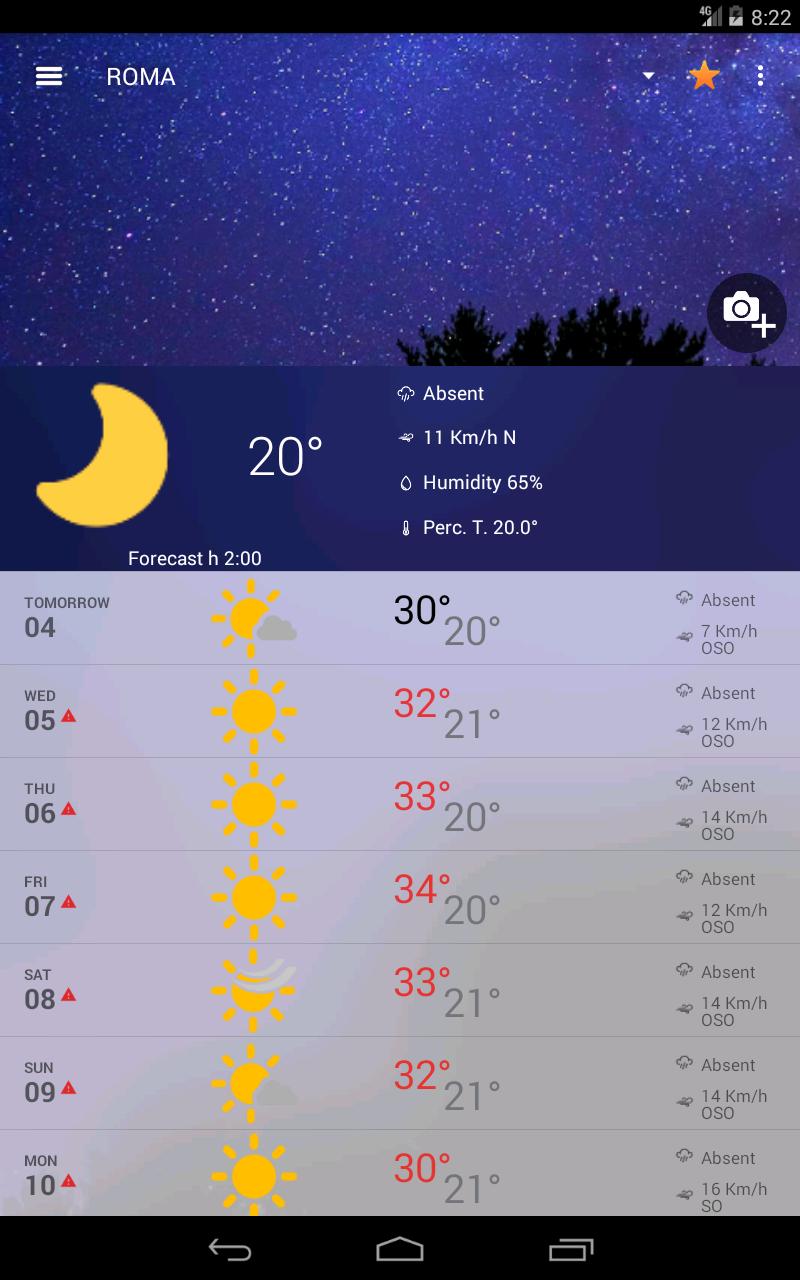 4G 8:22
ROMA
Absent
11 Km/h N
20°
Humidity 65%
Perc. T. 20.0°
Forecast h 2:00
TOMORROW
04
30°
20°
Absent
7 Km/h
OSO
WED
05
32°
21°
Absent
12 Km/h
OSO
THU
06
33°
20°
Absent
14 Km/h
OSO
FRI
07
34°
20°
Absent
12 Km/h
OSO
SAT
08
33°
21°
Absent
14 Km/h
OSO
SUN
09
32°
21°
Absent
14 Km/h
OSO
MON
10
30°
21°
Absent
16 Km/h
SO